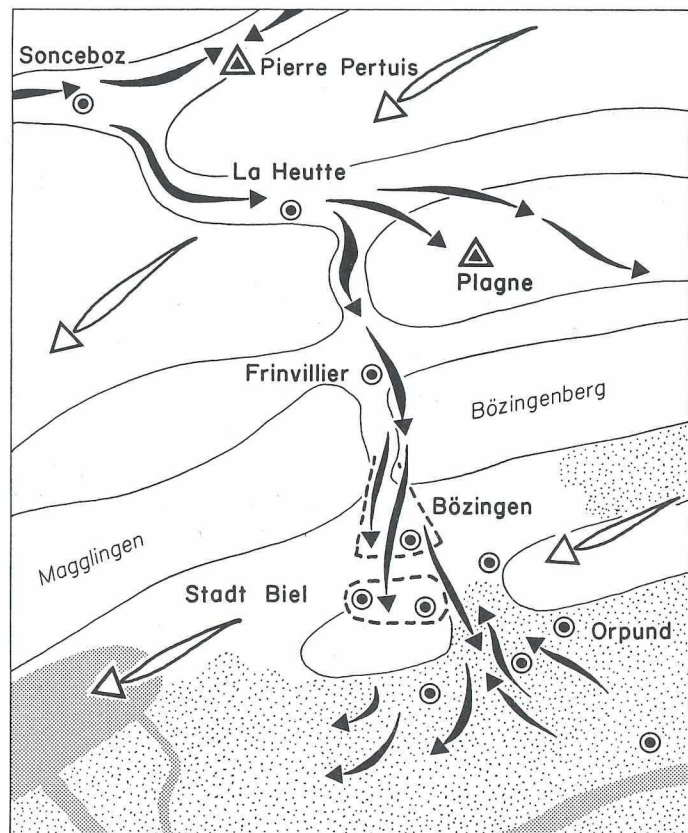 Sonceboz
Pierre Pertuis
La Heutte
Plagne
Frinvillier
Bözingenberg
Bözingen
Magglingen
Stadt Biel
Orpund